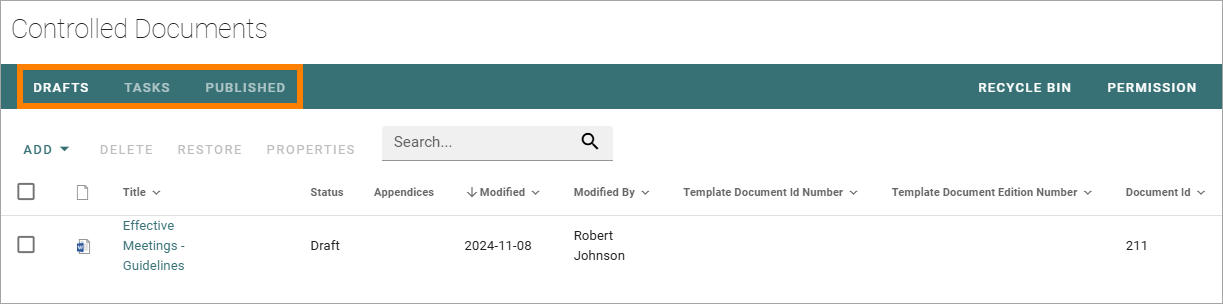 Controlled Documents
DRAFTS TASKS PUBLISHED RECYCLE BIN PERMISSION
ADD DELETE RESTORE PROPERTIES Search...
Title Status Appendices Modified Modified By Template Document Id Number Template Document Edition Number Document Id
Effective
Meetings -
Guidelines
Draft 2024-11-08
Robert
Johnson
211